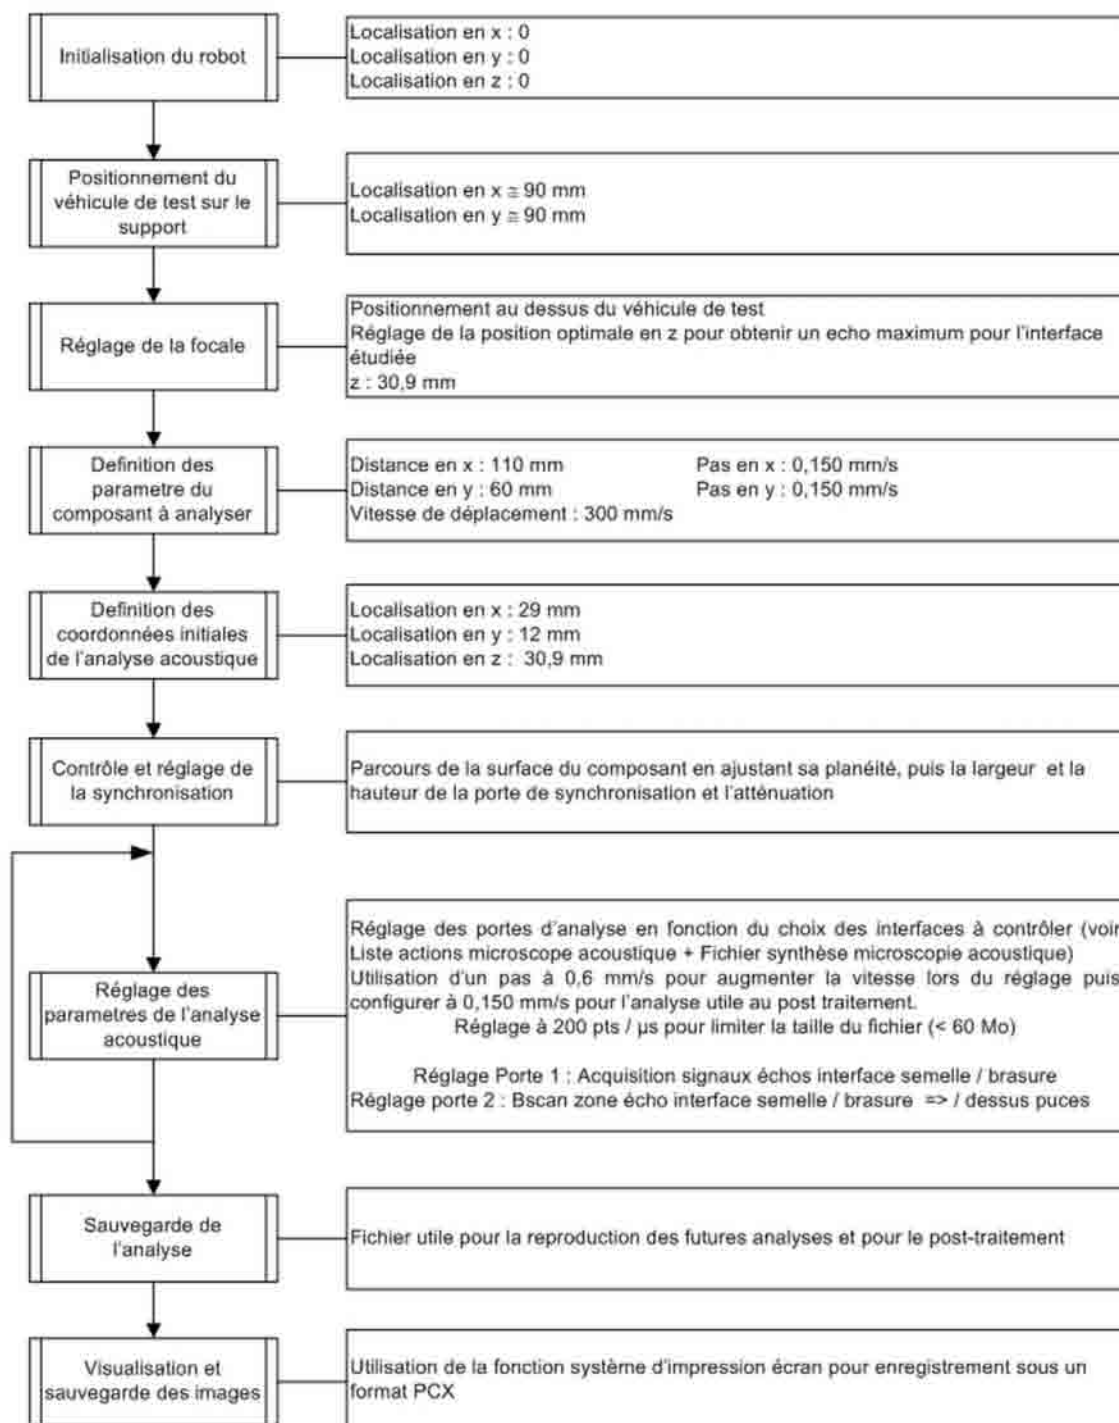 Initialisation du robot
Localisation en x : 0
Localisation en y : 0
Localisation en z : 0
Positionnement du
véhicule de test sur le
support
Localisation en x ≅ 90 mm
Localisation en y ≅ 90 mm
Réglage de la focale
Positionnement au dessus du véhicule de test
Réglage de la position optimale en z pour obtenir un echo maximum pour l'interface
étudiée
z : 30,9 mm
Definition des
parametre du
composant à analyser
Distance en x : 110 mm Pas en x : 0,150 mm/s
Distance en y : 60 mm Pas en y : 0,150 mm/s
Vitesse de déplacement : 300 mm/s
Definition des
coordonnées initiales
de l'analyse acoustique
Localisation en x : 29 mm
Localisation en y : 12 mm
Localisation en z : 30,9 mm
Contrôle et réglage de
la synchronisation
Parcours de la surface du composant en ajustant sa planéité, puis la largeur et la
hauteur de la porte de synchronisation et l'atténuation
Réglage des
parametres de l'analyse
acoustique
Réglage des portes d'analyse en fonction du choix des interfaces à contrôler (voir
Liste actions microscope acoustique + Fichier synthèse microscopie acoustique)
Utilisation d'un pas à 0,6 mm/s pour augmenter la vitesse lors du réglage puis
configurer à 0,150 mm/s pour l'analyse utile au post traitement.
Réglage à 200 pts / µs pour limiter la taille du fichier (< 60 Mo)
Réglage Porte 1 : Acquisition signaux échos interface semelle / brasure
Réglage porte 2 : Bscan zone écho interface semelle / brasure => / dessus puces
Sauvegarde de
l'analyse
Fichier utile pour la reproduction des futures analyses et pour le post-traitement
Visualisation et
sauvegarde des images
Utilisation de la fonction système d'impression écran pour enregistrement sous un
format PCX